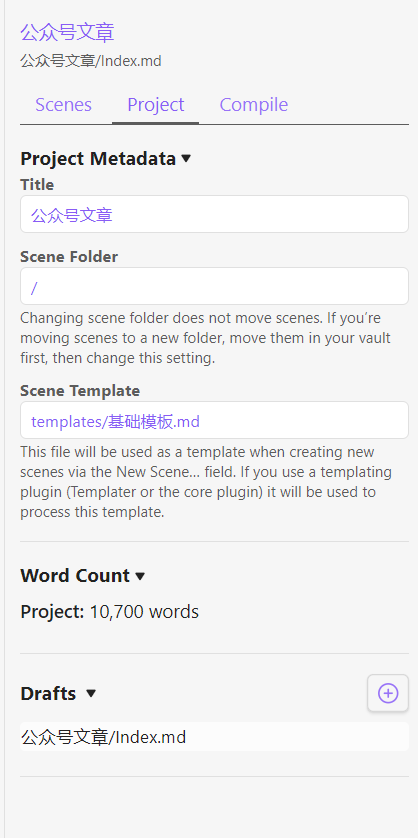 公众号文章
公众号文章/Index.md
Scenes Project Compile
Project Metadata
Title
公众号文章
Scene Folder
/
Changing scene folder does not move scenes. If you're
moving scenes to a new folder, move them in your vault
first, then change this setting.
Scene Template
templates/基础模板.md
This file will be used as a template when creating new
scenes via the New Scene... field. If you use a templating
plugin (Templater or the core plugin) it will be used to
process this template.
Word Count
Project: 10,700 words
Drafts
公众号文章/Index.md